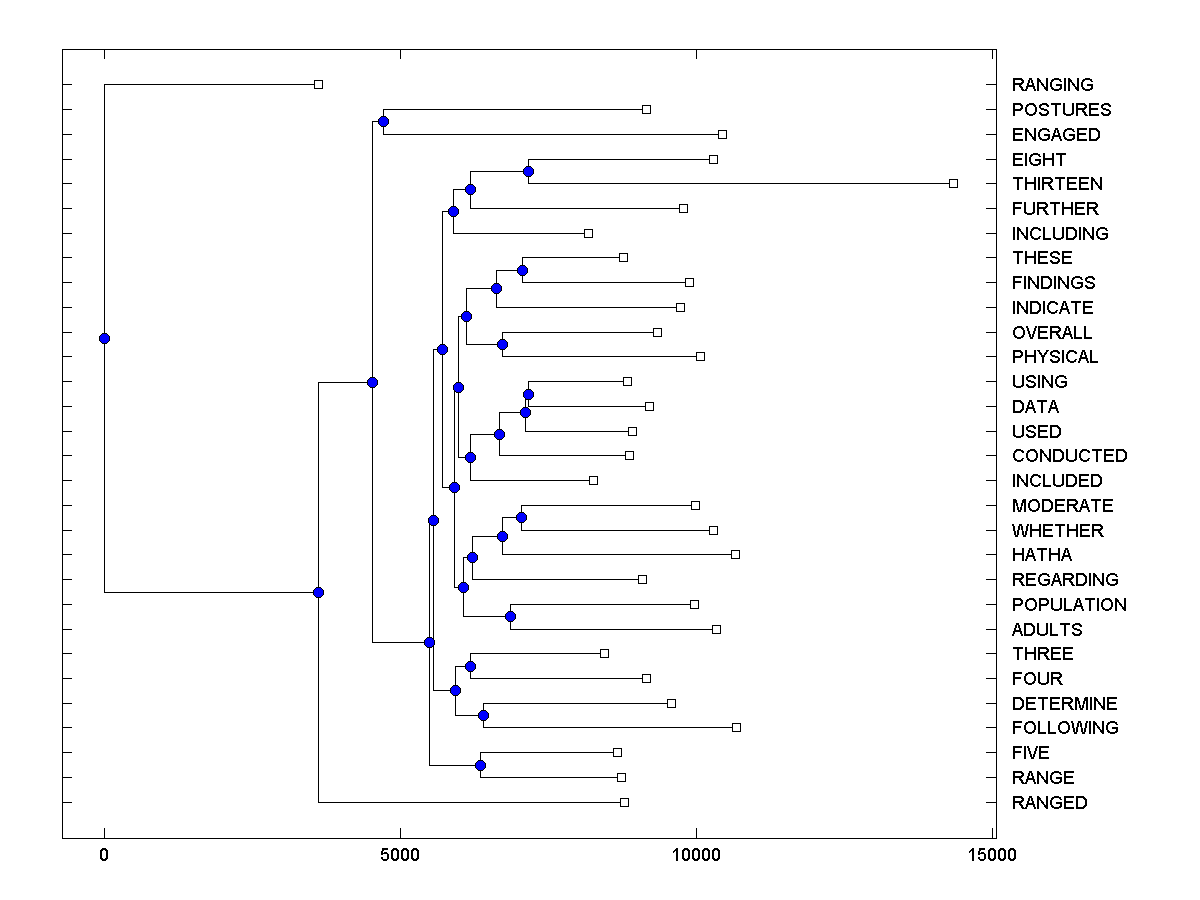 RANGING
POSTURES
ENGAGED
EIGHT
THIRTEEN
FURTHER
INCLUDING
THESE
FINDINGS
INDICATE
OVERALL
PHYSICAL
USING
DATA
USED
CONDUCTED
INCLUDED
MODERATE
WHETHER
HATHA
REGARDING
POPULATION
ADULTS
THREE
FOUR
DETERMINE
FOLLOWING
FIVE
RANGE
RANGED
0 5000 10000 15000